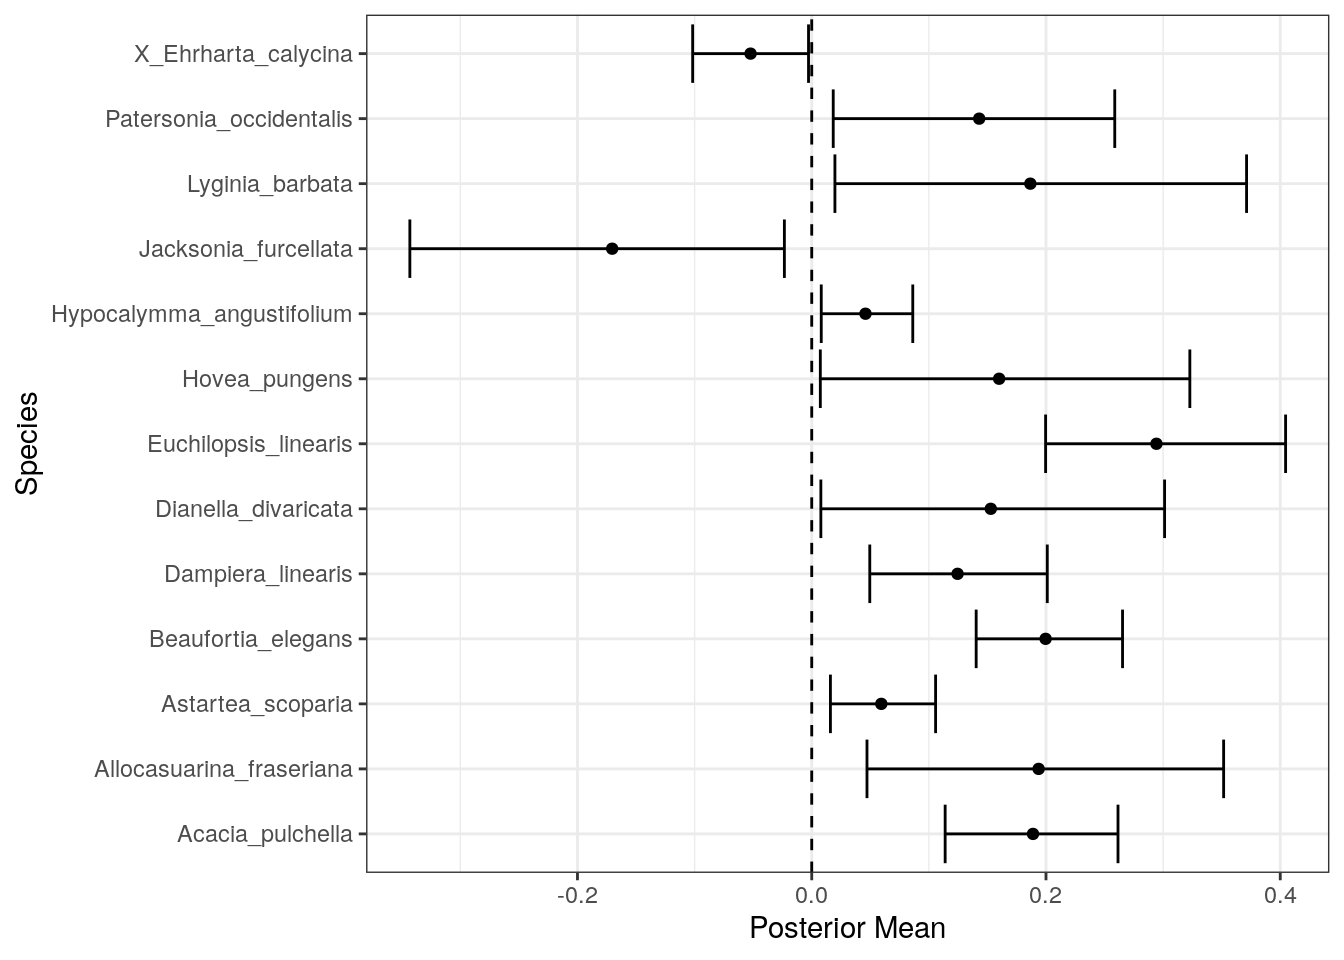 X_Ehrharta_calycina
Patersonia_occidentalis
Lyginia_barbata
Jacksonia_furcellata
Hypocalymma_angustifolium
Hovea_pungens
Euchilopsis_linearis
Dianella_divaricata
Dampiera_linearis
Beaufortia_elegans
Astartea_scoparia
Allocasuarina_fraseriana
Acacia_pulchella
Species
-0.2 0.0 0.2 0.4
Posterior Mean